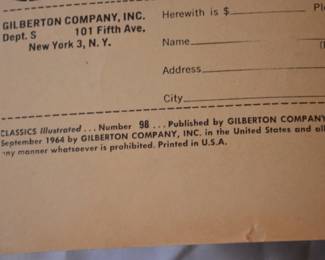 GILBERTON COMPANY, INC.
Dept. S 101 Fifth Ave.
New York 3, N. Y.
Herewith is $
Name
Address
City
CLASSICS Illustrated . . . Number 98 . . . Published by GILBERTON COMPANY
September 1964 by GILBERTON COMPANY, INC. in the United States and all
any manner whatsoever is prohibited. Printed in U.S.A.